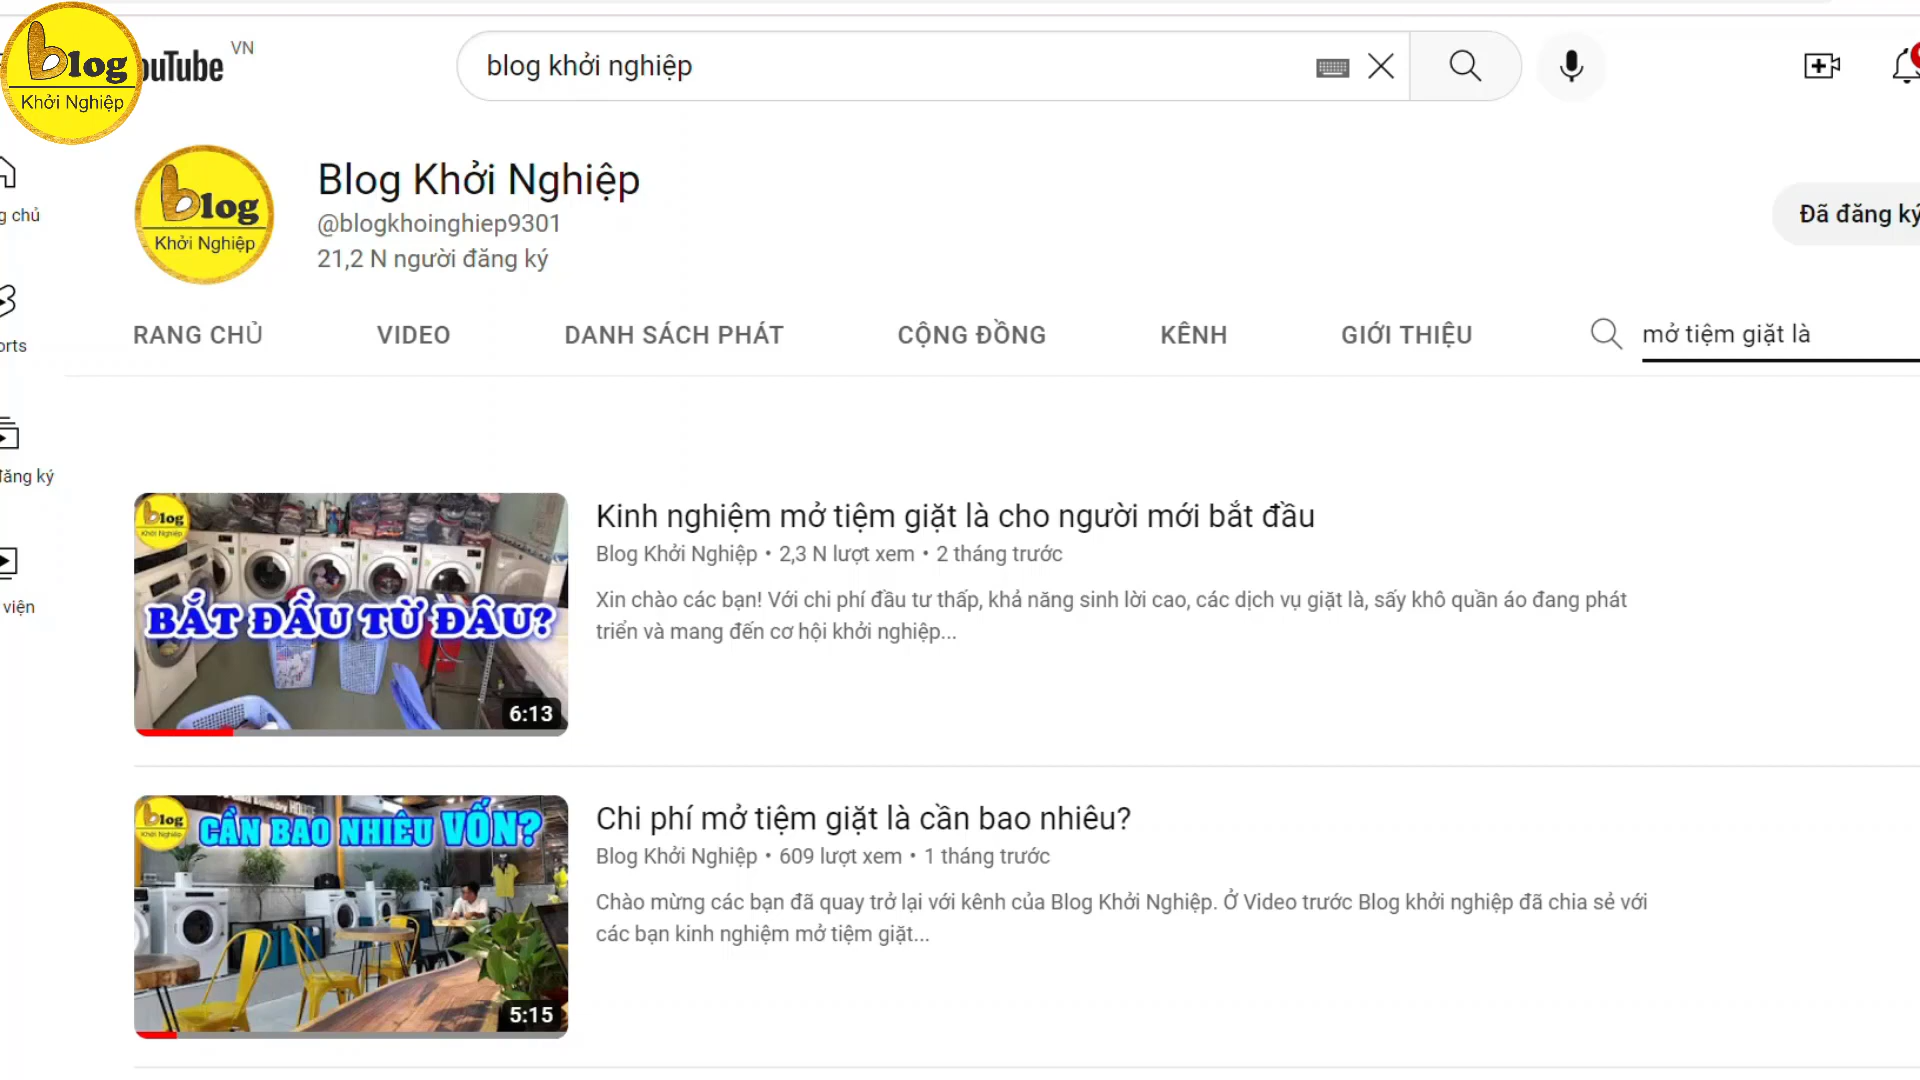 blog
Khởi Nghiệp
ouTube VN
blog khởi nghiệp
blog
Khởi Nghiệp
Blog Khởi Nghiệp
@blogkhoinghiep9301
21,2 N người đăng ký
Đã đăng ký
g chủ
RANG CHỦ
VIDEO
DANH SÁCH PHÁT
CỘNG ĐỒNG
KÊNH
GIỚI THIỆU
mở tiệm giặt là
orts
đăng ký
viện
blog
Khởi Nghiệp
BẮT ĐẦU TỪ ĐÂU?
6:13
Kinh nghiệm mở tiệm giặt là cho người mới bắt đầu
Blog Khởi Nghiệp • 2,3 N lượt xem • 2 tháng trước
Xin chào các bạn! Với chi phí đầu tư thấp, khả năng sinh lời cao, các dịch vụ giặt là, sấy khô quần áo đang phát
triển và mang đến cơ hội khởi nghiệp...
blog
Khởi Nghiệp
CẦN BAO NHIÊU VỐN?
5:15
Chi phí mở tiệm giặt là cần bao nhiêu?
Blog Khởi Nghiệp • 609 lượt xem • 1 tháng trước
Chào mừng các bạn đã quay trở lại với kênh của Blog Khởi Nghiệp. Ở Video trước Blog khởi nghiệp đã chia sẻ với
các bạn kinh nghiệm mở tiệm giặt...